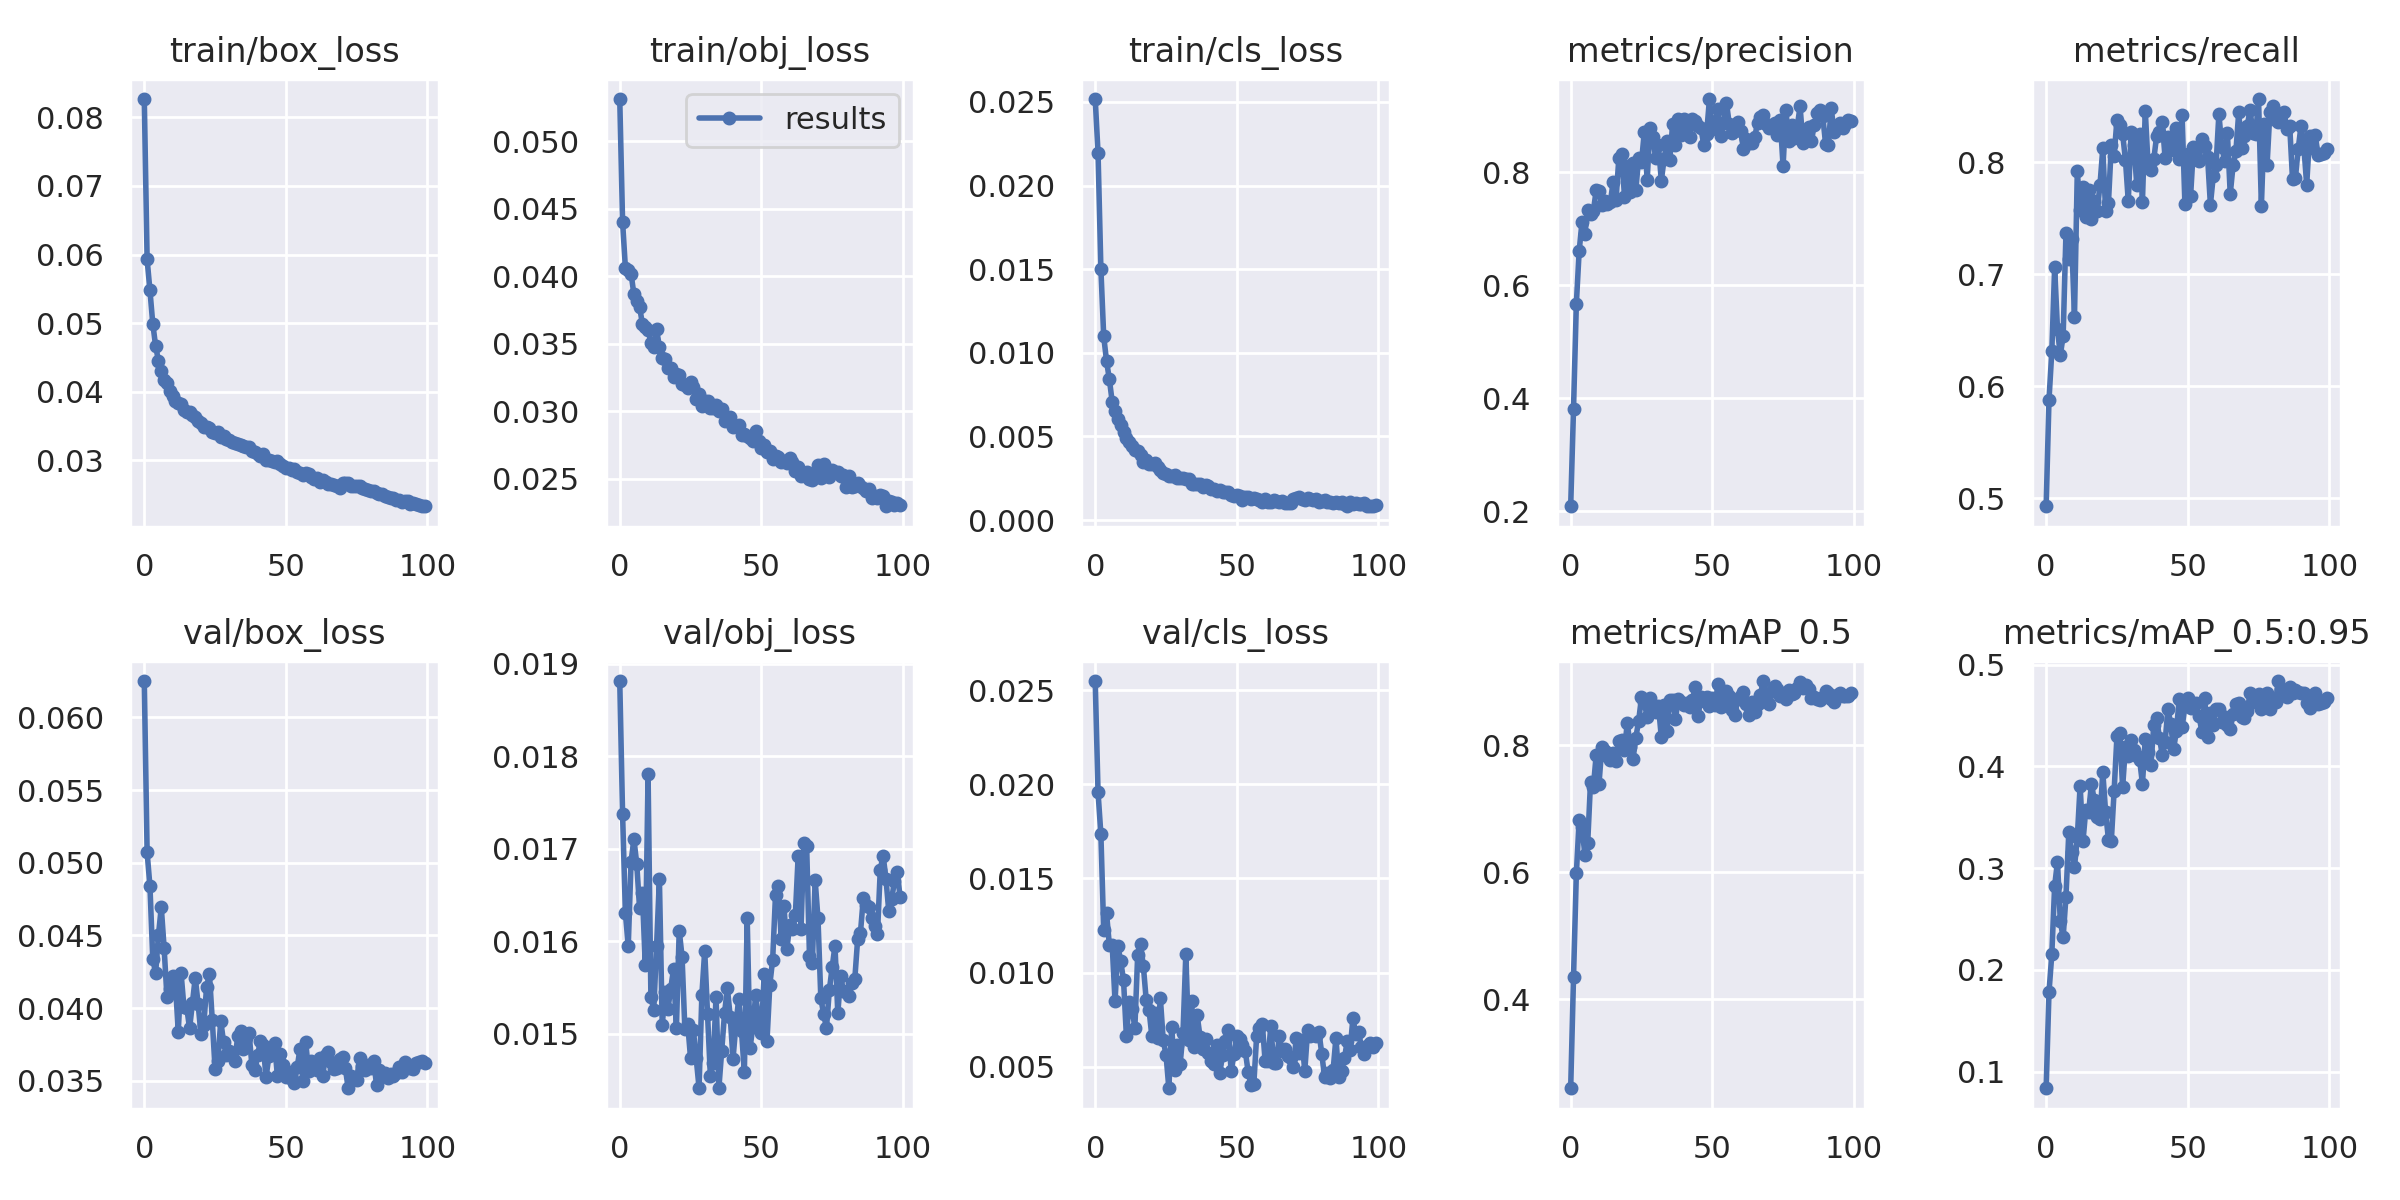 train/box_loss
0.08
0.07
0.06
0.05
0.04
0.03
0 50 100
train/obj_loss
results
0.050
0.045
0.040
0.035
0.030
0.025
0 50 100
train/cls_loss
0.025
0.020
0.015
0.010
0.005
0.000
0 50 100
metrics/precision
0.8
0.6
0.4
0.2
0 50 100
metrics/recall
0.8
0.7
0.6
0.5
0 50 100
val/box_loss
0.060
0.055
0.050
0.045
0.040
0.035
0 50 100
val/obj_loss
0.019
0.018
0.017
0.016
0.015
0 50 100
val/cls_loss
0.025
0.020
0.015
0.010
0.005
0 50 100
metrics/mAP_0.5
0.8
0.6
0.4
0 50 100
metrics/mAP_0.5:0.95
0.5
0.4
0.3
0.2
0.1
0 50 100